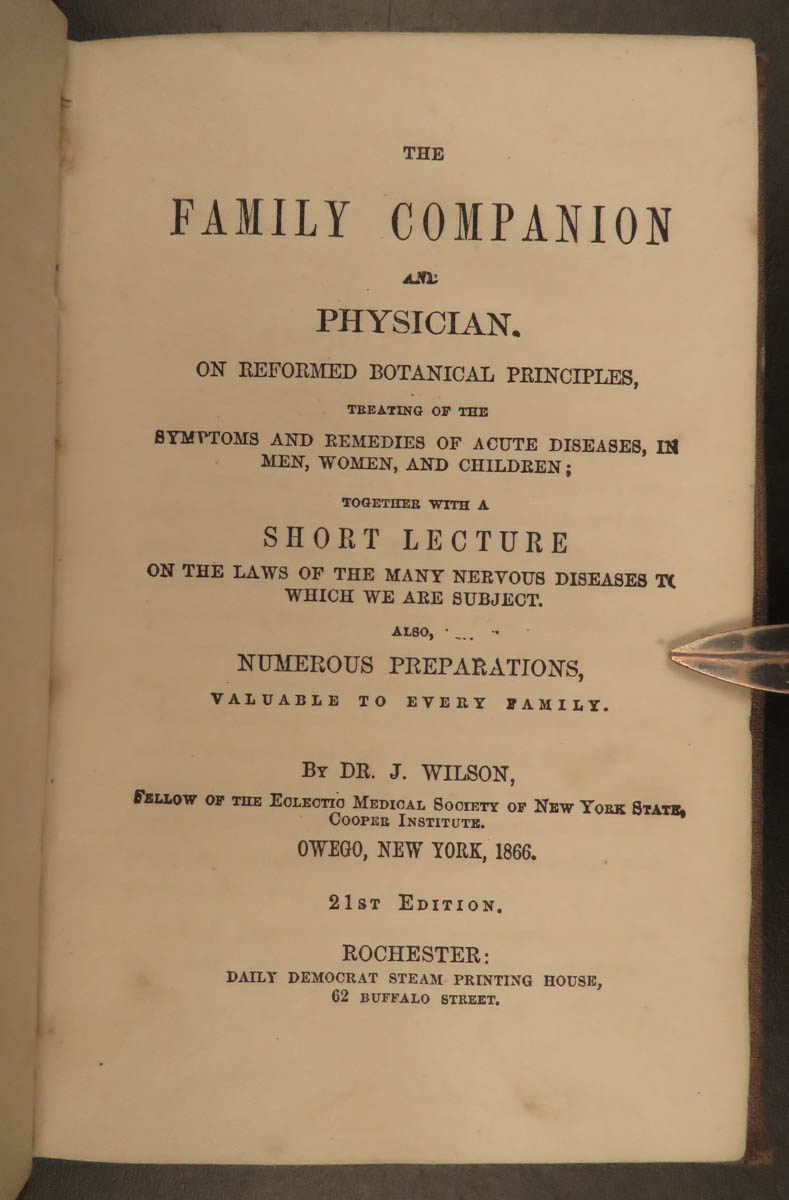 THE
FAMILY COMPANION
AND
PHYSICIAN.
ON REFORMED BOTANICAL PRINCIPLES,
TREATING OF THE
SYMPTOMS AND REMEDIES OF ACUTE DISEASES, IN
MEN, WOMEN, AND CHILDREN;
TOGETHER WITH A
SHORT LECTURE
ON THE LAWS OF THE MANY NERVOUS DISEASES TO
WHICH WE ARE SUBJECT.
ALSO,
NUMEROUS PREPARATIONS,
VALUABLE TO EVERY FAMILY.
BY DR. J. WILSON,
FELLOW OF THE ECLECTIC MEDICAL SOCIETY OF NEW YORK STATE,
COOPER INSTITUTE.
OWEGO, NEW YORK, 1866.
21ST EDITION.
ROCHESTER:
DAILY DEMOCRAT STEAM PRINTING HOUSE,
62 BUFFALO STREET.